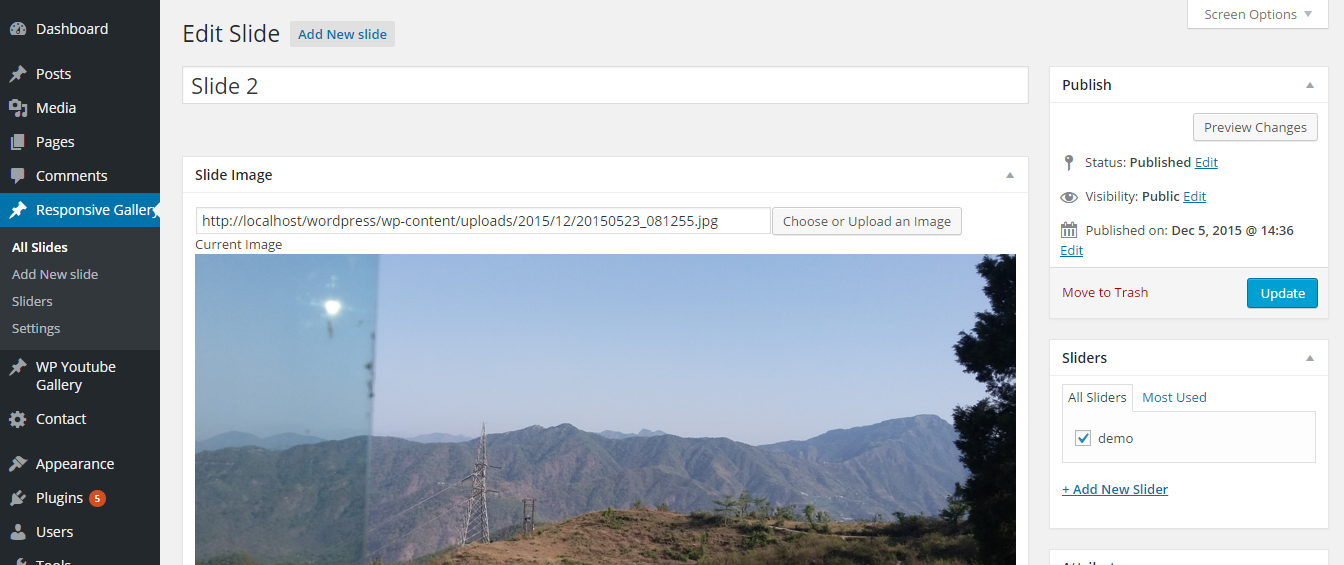 Dashboard
Posts
Media
Pages
Comments
Responsive Gallery
All Slides
Add New slide
Sliders
Settings
WP Youtube
Gallery
Contact
Appearance
Plugins 5
Users
Tools
Screen Options
Edit Slide Add New slide
Slide 2
Slide Image
http://localhost/wordpress/wp-content/uploads/2015/12/20150523_081255.jpg Choose or Upload an Image
Current Image
Publish
Preview Changes
Status: Published Edit
Visibility: Public Edit
Published on: Dec 5, 2015 @ 14:36
Edit
Move to Trash Update
Sliders
All Sliders Most Used
demo
+ Add New Slider